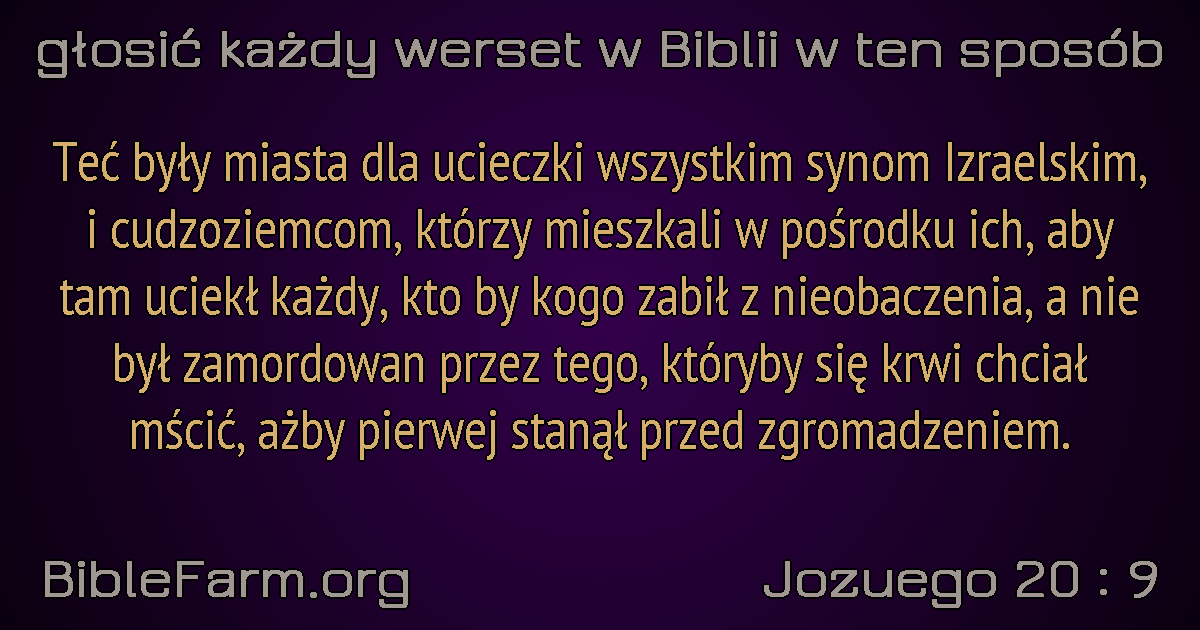 głosić każdy werset w Biblii w ten sposób
Teć były miasta dla ucieczki wszystkim synom Izraelskim,
i cudzoziemcom, którzy mieszkali w pośrodku ich, aby
tam uciekł każdy, kto by kogo zabił z nieobaczenia, a nie
był zamordowan przez tego, któryby się krwi chciał
mścić, ażby pierwej stanął przed zgromadzeniem.
BibleFarm.org
Jozuego 20 : 9